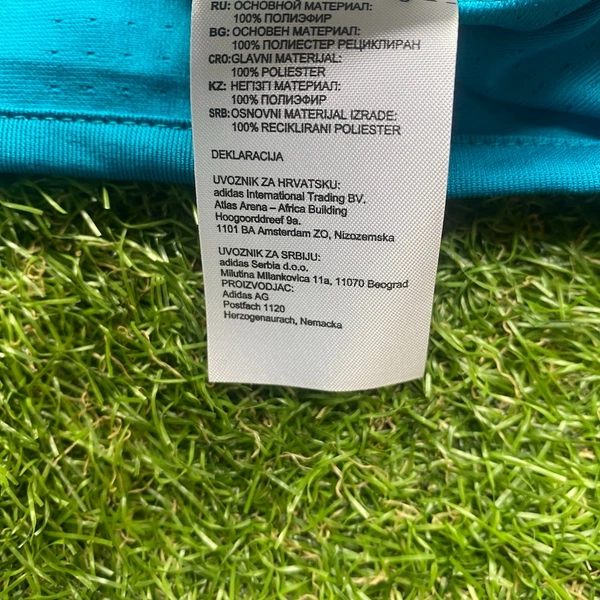 RU: ОСНОВНОЙ МАТЕРИАЛ:
100% ПОЛИЭФИР
BG: ОСНОВЕН МАТЕРИАЛ:
100% ПОЛИЕСТЕР РЕЦИКЛИРАН
CRO: GLAVNI MATERIJAL:
100% POLIESTER
KZ: НЕГІЗГІ МАТЕРИАЛ:
100% ПОЛИЭФИР
SRB: OSNOVNI MATERIJAL IZRADE:
100% RECIKLIRANI POLIESTER
DEKLARACIJA
UVOZNIK ZA HRVATSKU:
adidas International Trading BV.
Atlas Arena – Africa Building
Hoogoorddreef 9a.
1101 BA Amsterdam ZO, Nizozemska
UVOZNIK ZA SRBIJU:
adidas Serbia d.o.o.
Milutina Milankovica 11a, 11070 Beograd
PROIZVODJAC:
Adidas AG
Postfach 1120
Herzogenaurach, Nemacka